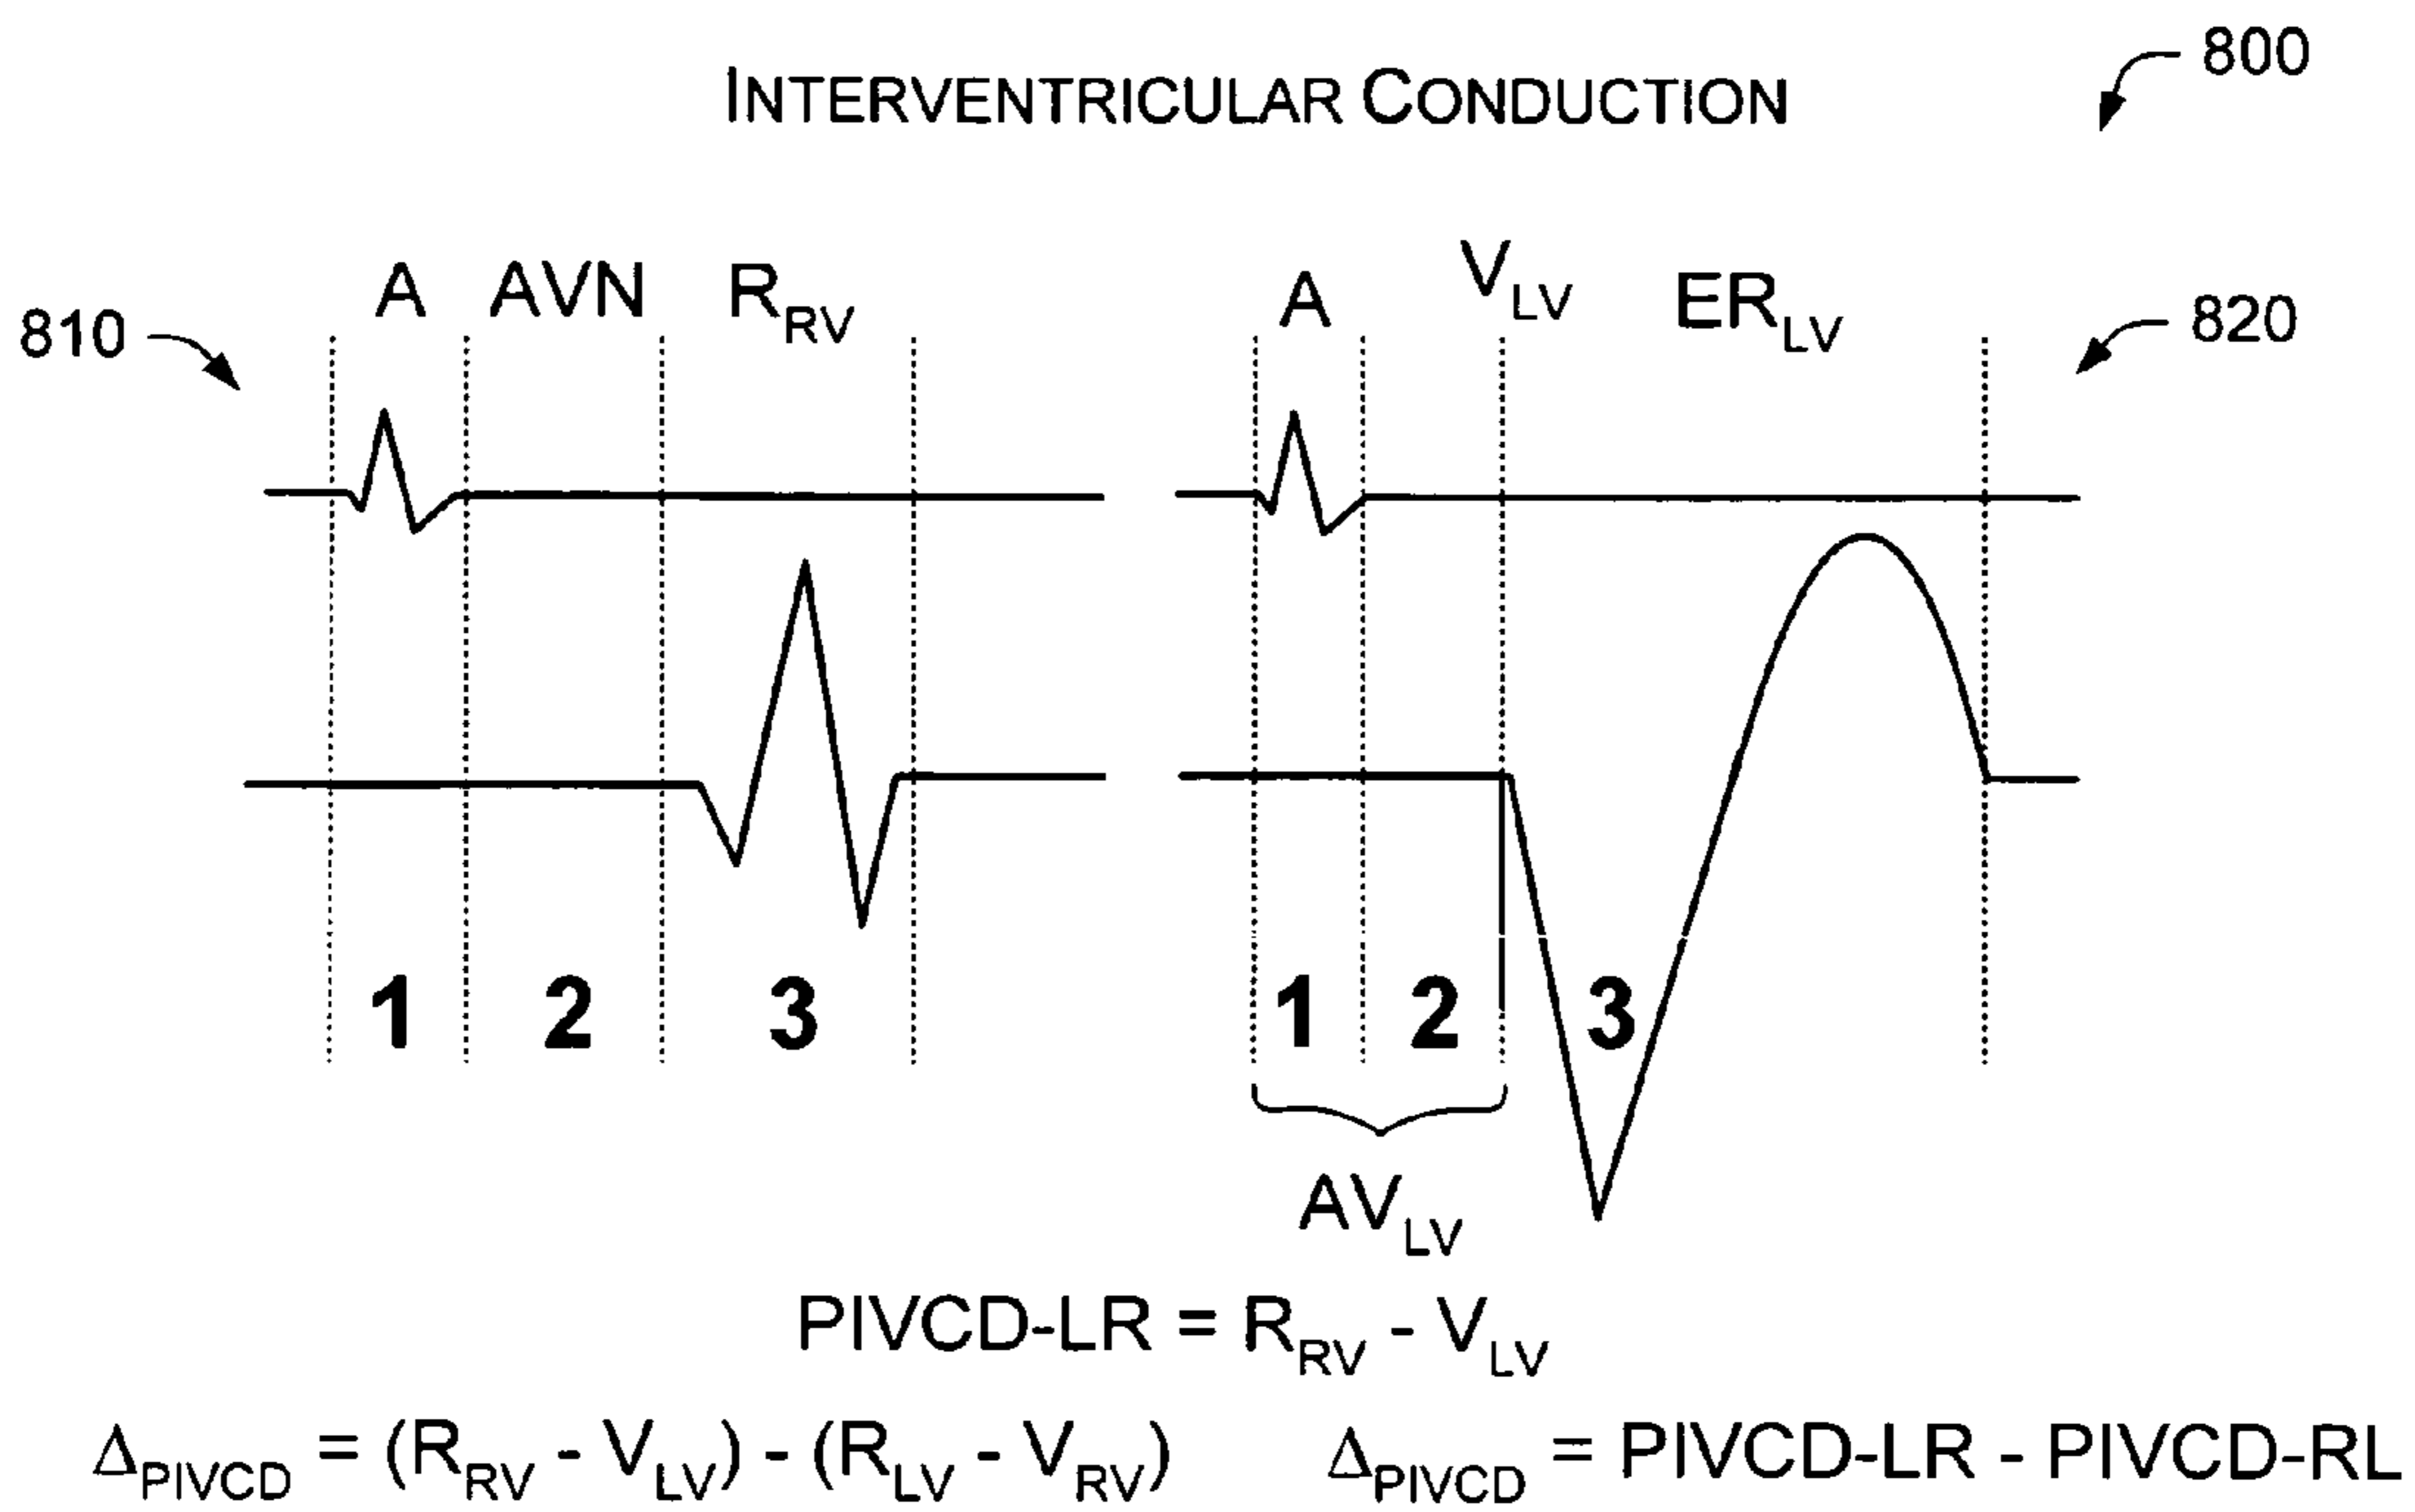 800
INTERVENTRICULAR CONDUCTION
A AVN R_RV A V_LV ER_LV
810 820
1 2 3 1 2 3
AV_LV
PIVCD-LR = R_RV - V_LV
Δ_PIVCD = (R_RV - V_LV) - (R_LV - V_RV) Δ_PIVCD = PIVCD-LR - PIVCD-RL